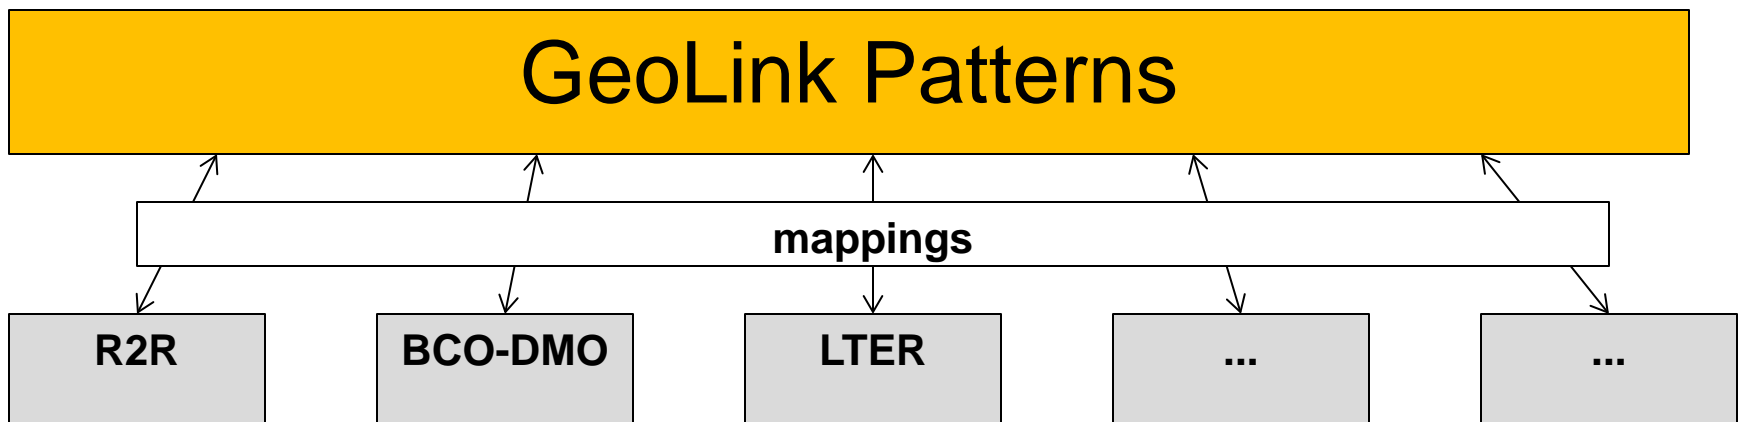 GeoLink Patterns
mappings
R2R
BCO-DMO
LTER
...
...